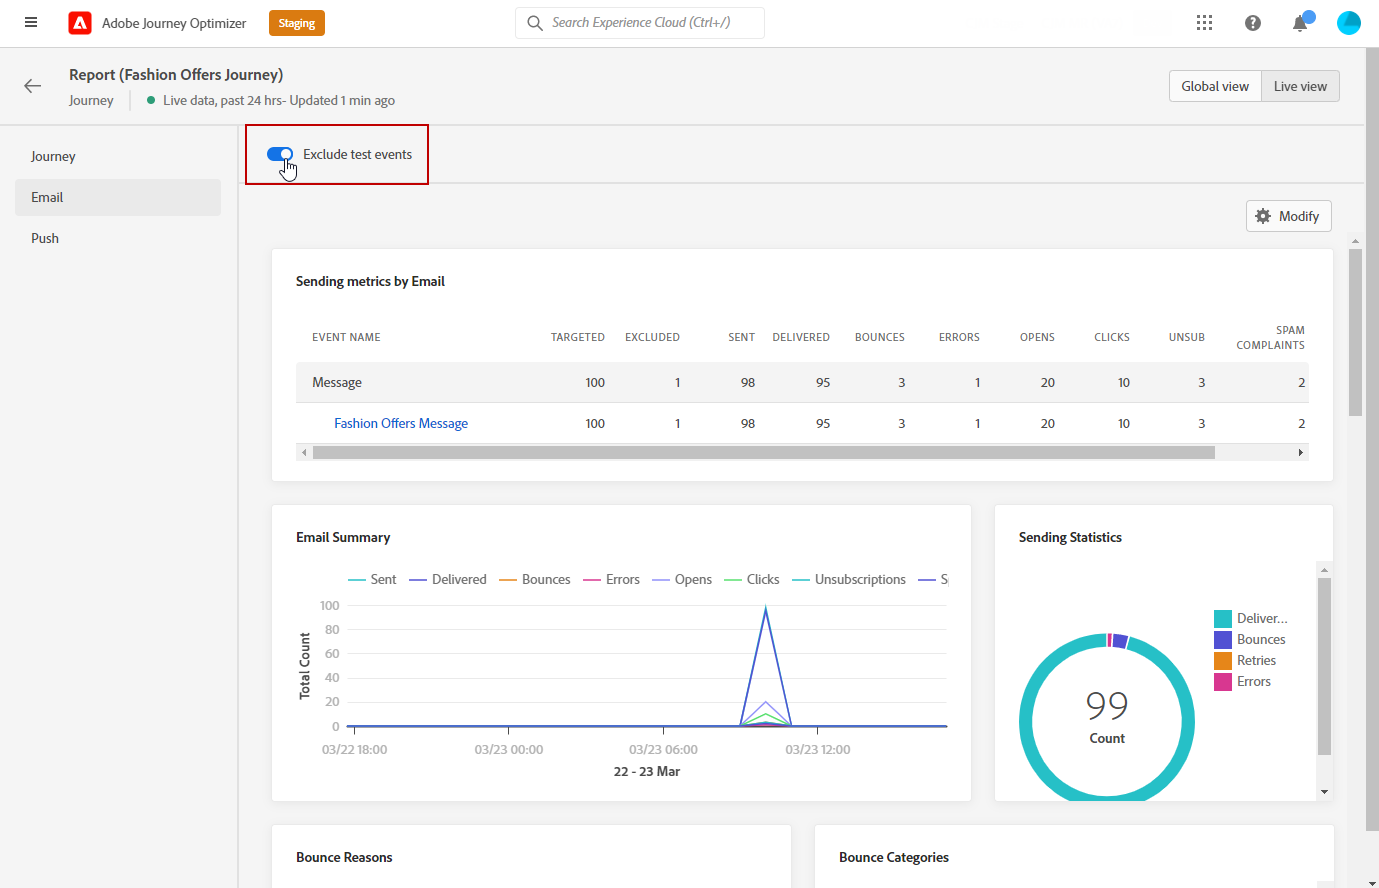 Adobe Journey Optimizer
Staging
Search Experience Cloud (Ctrl+/)
Report (Fashion Offers Journey)
Journey
Live data, past 24 hrs- Updated 1 min ago
Global view
Live view
Journey
Email
Push
Exclude test events
Modify
Sending metrics by Email
EVENT NAME TARGETED EXCLUDED SENT DELIVERED BOUNCES ERRORS OPENS CLICKS UNSUB SPAM COMPLAINTS
Message 100 1 98 95 3 1 20 10 3 2
Fashion Offers Message 100 1 98 95 3 1 20 10 3 2
Email Summary
Sent Delivered Bounces Errors Opens Clicks Unsubscriptions S
Total Count
100
80
60
40
20
0
03/22 18:00 03/23 00:00 03/23 06:00 03/23 12:00
22 - 23 Mar
Sending Statistics
Deliver...
Bounces
Retries
Errors
99
Count
Bounce Reasons
Bounce Categories